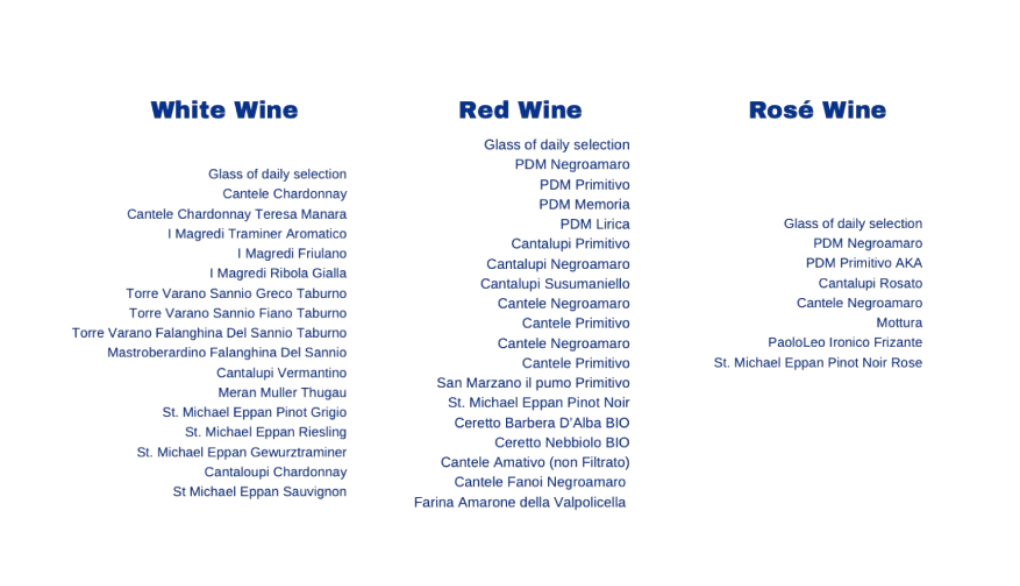 White Wine
Glass of daily selection
Cantele Chardonnay
Cantele Chardonnay Teresa Manara
I Magredi Traminer Aromatico
I Magredi Friulano
I Magredi Ribola Gialla
Torre Varano Sannio Greco Taburno
Torre Varano Sannio Fiano Taburno
Torre Varano Falanghina Del Sannio Taburno
Mastroberardino Falanghina Del Sannio
Cantalupi Vermantino
Meran Muller Thugau
St. Michael Eppan Pinot Grigio
St. Michael Eppan Riesling
St. Michael Eppan Gewurztraminer
Cantaloupi Chardonnay
St Michael Eppan Sauvignon
Red Wine
Glass of daily selection
PDM Negroamaro
PDM Primitivo
PDM Memoria
PDM Lirica
Cantalupi Primitivo
Cantalupi Negroamaro
Cantalupi Susumaniello
Cantele Negroamaro
Cantele Primitivo
Cantele Negroamaro
Cantele Primitivo
San Marzano il pumo Primitivo
St. Michael Eppan Pinot Noir
Ceretto Barbera D'Alba BIO
Ceretto Nebbiolo BIO
Cantele Amativo (non Filtrato)
Cantele Fanoi Negroamaro
Farina Amarone della Valpolicella
Rosé Wine
Glass of daily selection
PDM Negroamaro
PDM Primitivo AKA
Cantalupi Rosato
Cantele Negroamaro
Mottura
PaoloLeo Ironico Frizante
St. Michael Eppan Pinot Noir Rose